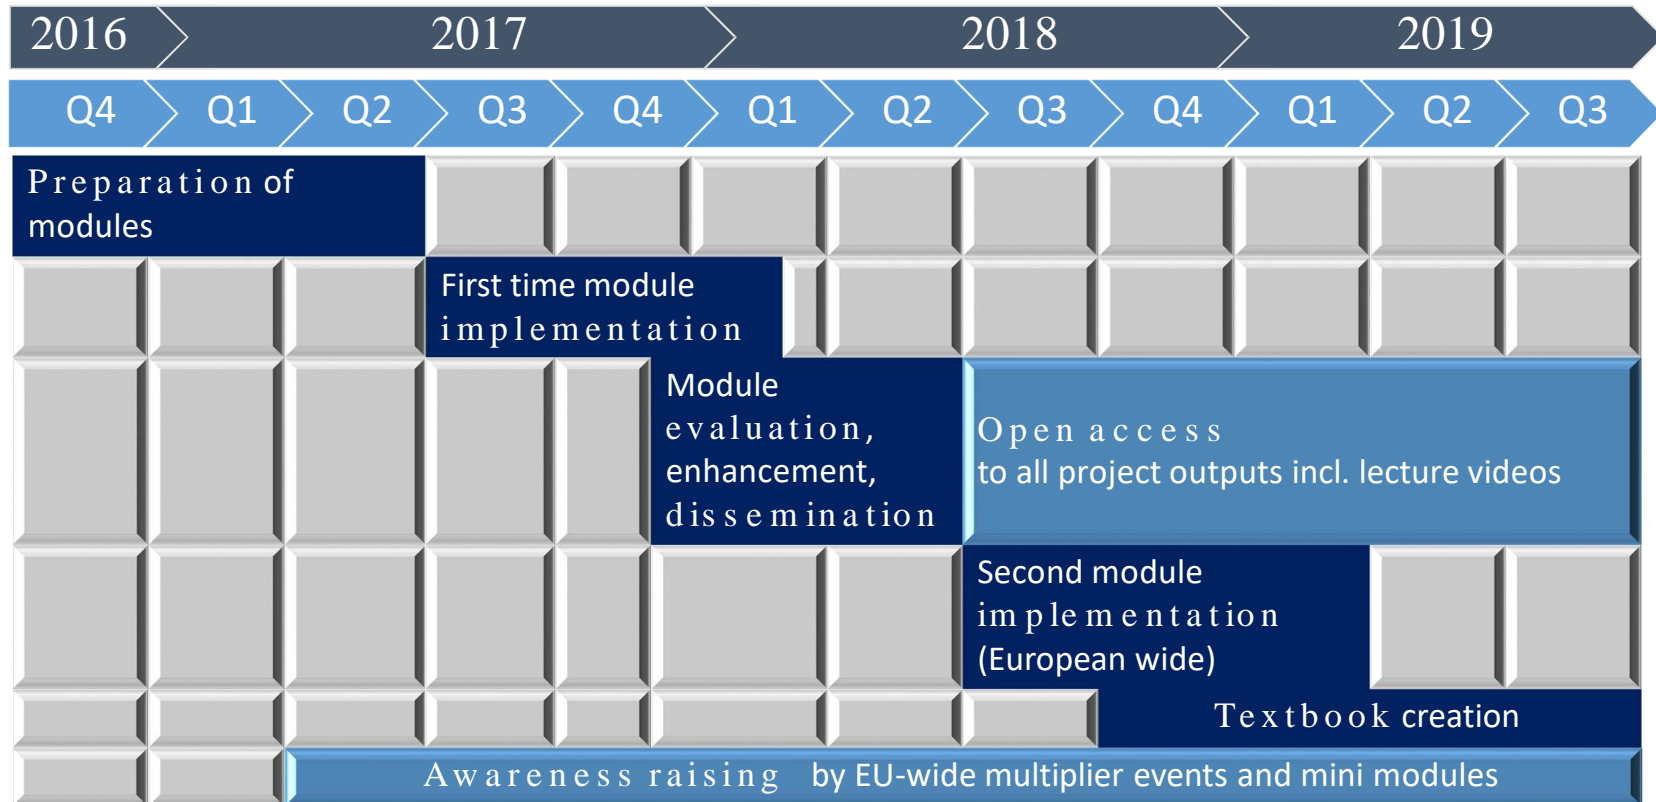 2016 2017 2018 2019
Q4 Q1 Q2 Q3 Q4 Q1 Q2 Q3 Q4 Q1 Q2 Q3
Preparation of
modules
First time module
implementation
Module
evaluation,
enhancement,
dissemination
Open access
to all project outputs incl. lecture videos
Second module
implementation
(European wide)
Textbook creation
Awareness raising by EU-wide multiplier events and mini modules